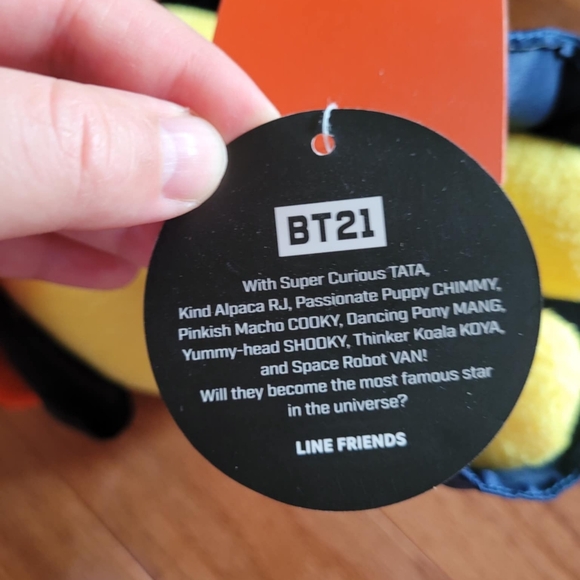 BT21
With Super Curious TATA,
Kind Alpaca RJ, Passionate Puppy CHIMMY,
Pinkish Macho COOKY, Dancing Pony MANG,
Yummy-head SHOOKY, Thinker Koala KOYA,
and Space Robot VAN!
Will they become the most famous star
in the universe?
LINE FRIENDS